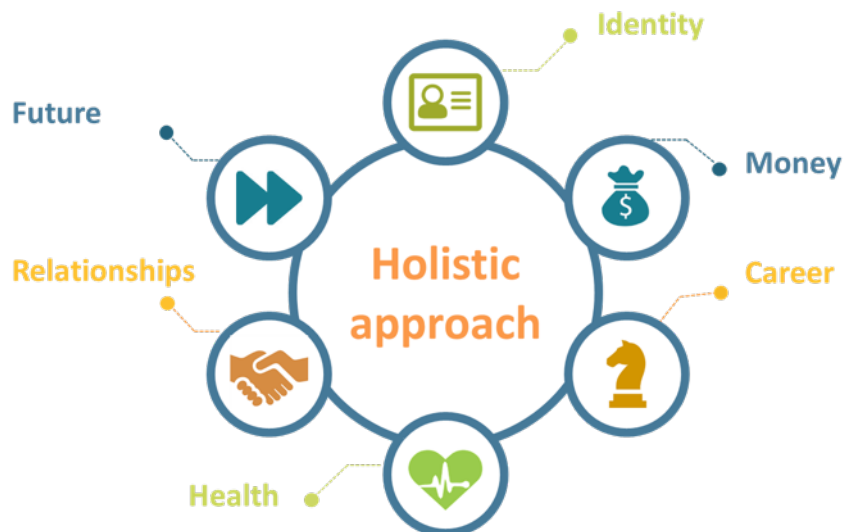 Identity
Future
Money
$
Relationships
Holistic
approach
Career
Health